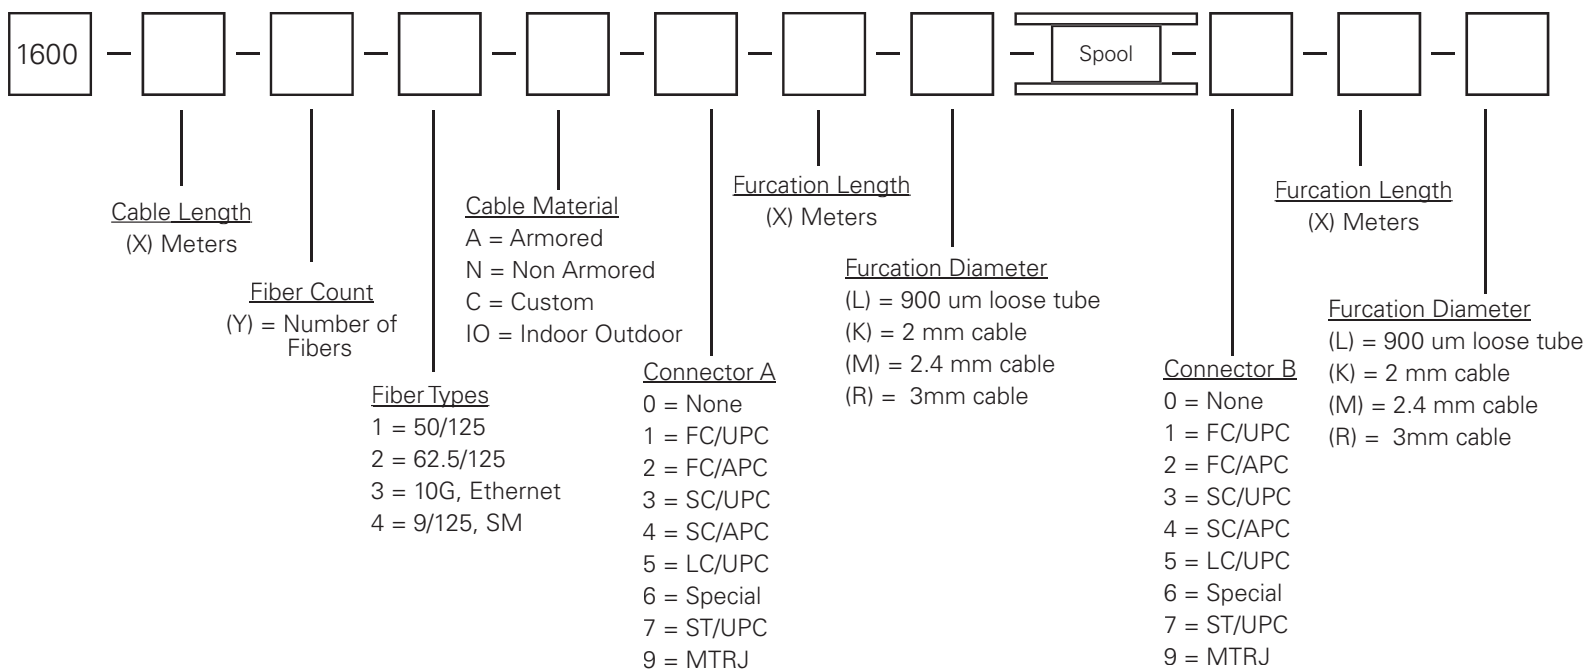 1600
Spool
Cable Length
(X) Meters
Fiber Count
(Y) = Number of
Fibers
Fiber Types
1 = 50/125
2 = 62.5/125
3 = 10G, Ethernet
4 = 9/125, SM
Cable Material
A = Armored
N = Non Armored
C = Custom
IO = Indoor Outdoor
Connector A
0 = None
1 = FC/UPC
2 = FC/APC
3 = SC/UPC
4 = SC/APC
5 = LC/UPC
6 = Special
7 = ST/UPC
9 = MTRJ
Furcation Length
(X) Meters
Furcation Diameter
(L) = 900 um loose tube
(K) = 2 mm cable
(M) = 2.4 mm cable
(R) = 3mm cable
Connector B
0 = None
1 = FC/UPC
2 = FC/APC
3 = SC/UPC
4 = SC/APC
5 = LC/UPC
6 = Special
7 = ST/UPC
9 = MTRJ
Furcation Length
(X) Meters
Furcation Diameter
(L) = 900 um loose tube
(K) = 2 mm cable
(M) = 2.4 mm cable
(R) = 3mm cable